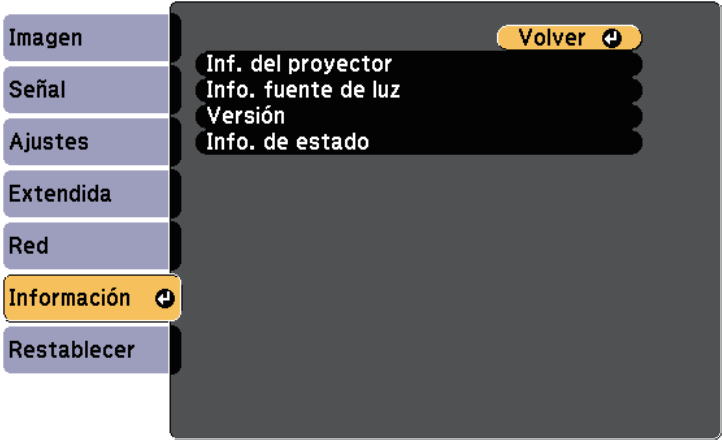 Imagen
Señal
Ajustes
Extendida
Red
Información
Restablecer
Volver
Inf. del proyector
Info. fuente de luz
Versión
Info. de estado